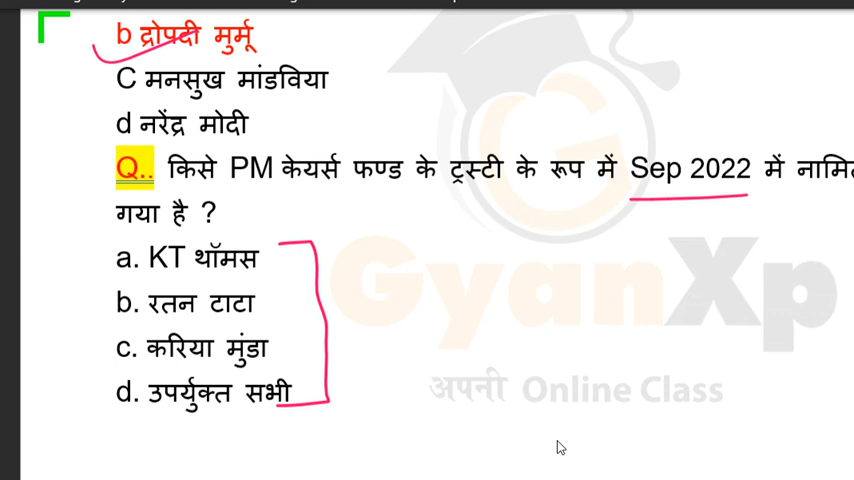 b द्रोपदी मुर्मू
C मनसुख मांडविया
d नरेंद्र मोदी
Q.. किसे PM केयर्स फण्ड के ट्रस्टी के रूप में Sep 2022 में नामित
गया है ?
a. KT थॉमस
b. रतन टाटा
c. करिया मुंडा
d. उपर्युक्त सभी
GyanXp
अपनी Online Class